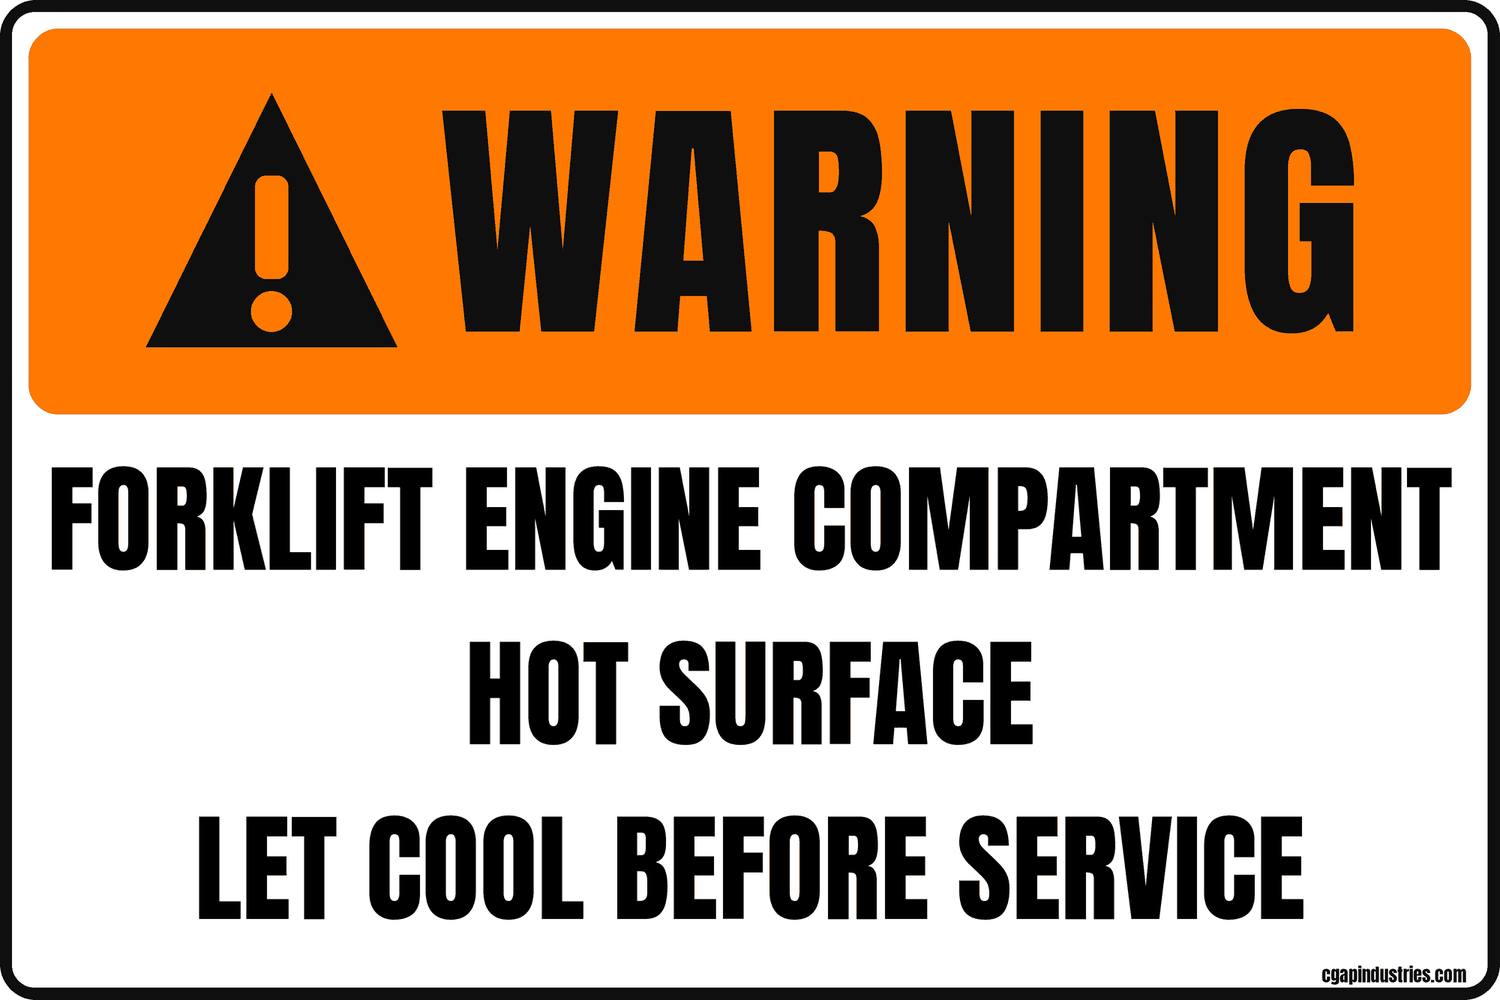 WARNING
FORKLIFT ENGINE COMPARTMENT
HOT SURFACE
LET COOL BEFORE SERVICE
cgapindustries.com